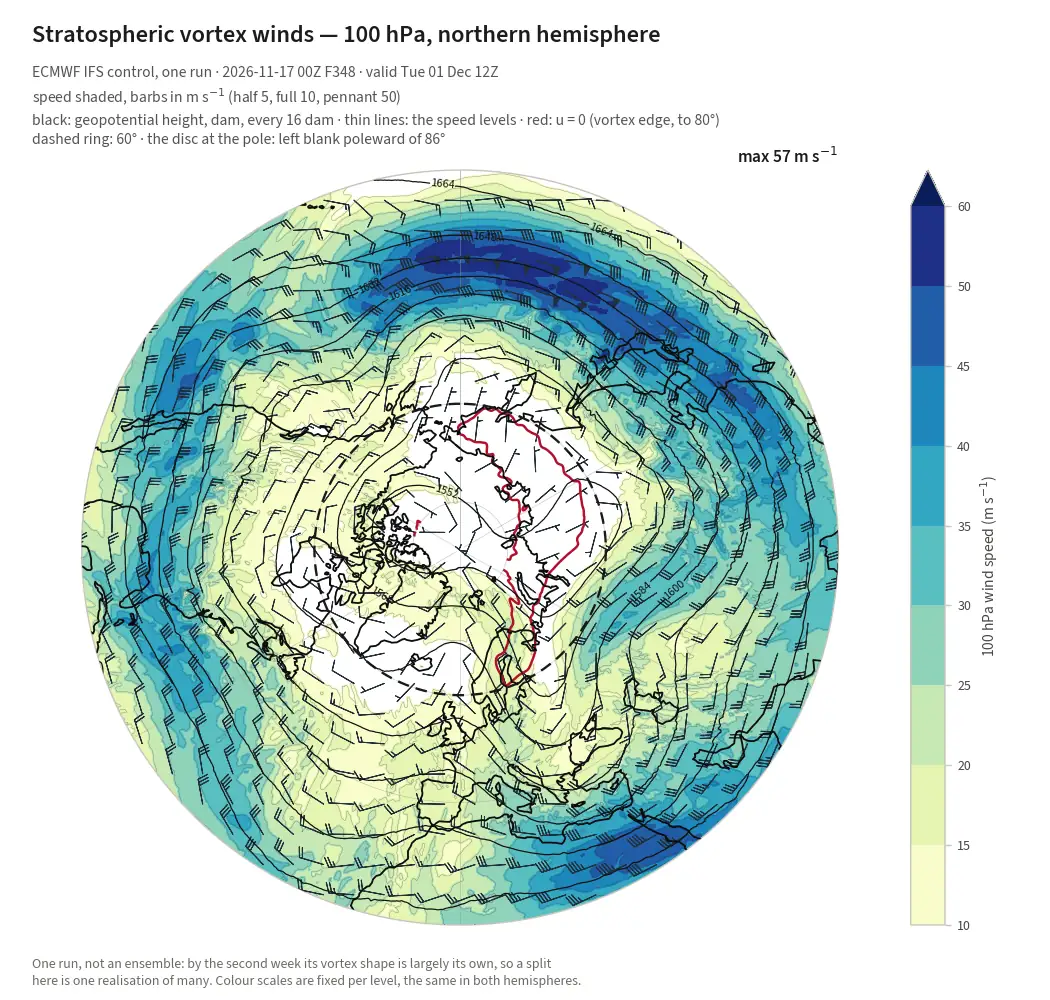 Stratospheric vortex winds — 100 hPa, northern hemisphere
ECMWF IFS control, one run · 2026-11-17 00Z F348 · valid Tue 01 Dec 12Z
speed shaded, barbs in m s⁻¹ (half 5, full 10, pennant 50)
black: geopotential height, dam, every 16 dam · thin lines: the speed levels · red: u = 0 (vortex edge, to 80°)
dashed ring: 60° · the disc at the pole: left blank poleward of 86°
max 57 m s⁻¹
1664
1664
1648
1616
1552
1584
1600
60
50
45
40
35
30
25
20
15
10
100 hPa wind speed (m s⁻¹)
One run, not an ensemble: by the second week its vortex shape is largely its own, so a split
here is one realisation of many. Colour scales are fixed per level, the same in both hemispheres.